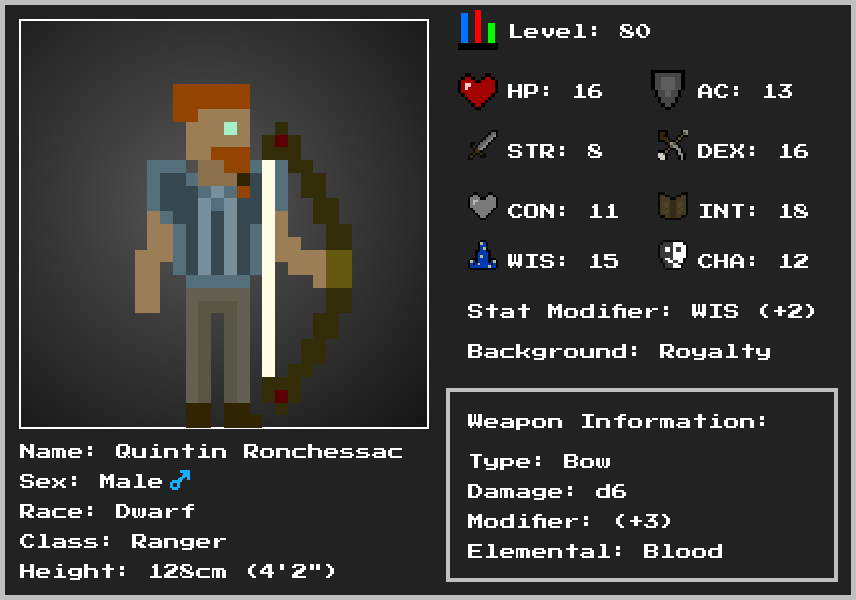 Level: 80
HP: 16
AC: 13
STR: 8
DEX: 16
CON: 11
INT: 18
WIS: 15
CHA: 12
Stat Modifier: WIS (+2)
Background: Royalty
Weapon Information:
Type: Bow
Damage: d6
Modifier: (+3)
Elemental: Blood
Name: Quintin Ronchessac
Sex: Male♂
Race: Dwarf
Class: Ranger
Height: 128cm (4'2")